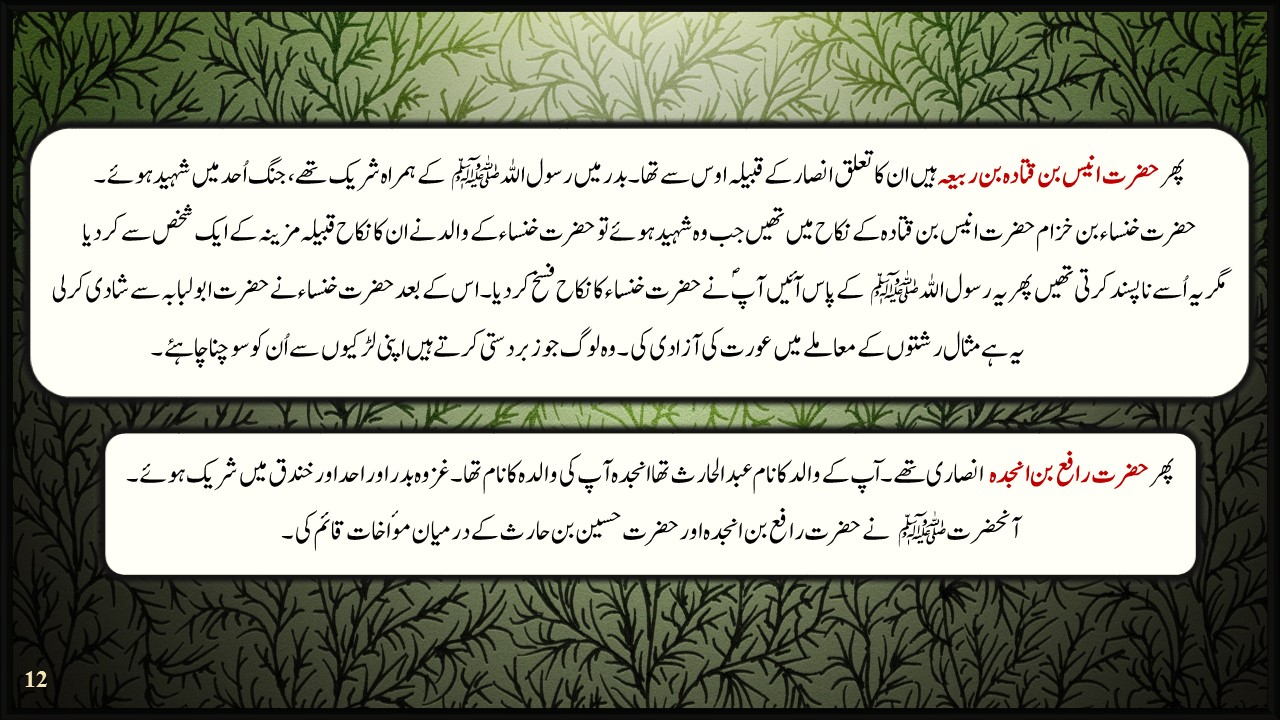 پھر حضرت انیس بن قتادہ بن ربیعہ ہیں ان کا تعلق انصار کے قبیلہ اوس سے تھا۔ بدر میں رسول اللہ ﷺ کے ہمراہ شریک تھے، جنگ اُحد میں شہید ہوئے۔
حضرت خنساء بن خزام حضرت انیس بن قتادہ کے نکاح میں تھیں جب وہ شہید ہوئے تو حضرت خنساء کے والد نے ان کا نکاح قبیلہ مزینہ کے ایک شخص سے کر دیا
مگر یہ اُسے ناپسند کرتی تھیں پھر یہ رسول اللہ ﷺ کے پاس آئیں آپؐ نے حضرت خنساء کا نکاح فسخ کر دیا۔ اس کے بعد حضرت خنساء نے حضرت ابولبابہ سے شادی کر لی
یہ ہے مثال رشتوں کے معاملے میں عورت کی آزادی کی۔ وہ لوگ جو زبردستی کرتے ہیں اپنی لڑکیوں سے اُن کو سوچنا چاہئے۔
پھر حضرت رافع بن انجدہ انصاری تھے۔ آپ کے والد کا نام عبد الحارث تھا انجدہ آپ کی والدہ کا نام تھا۔ غزوہ بدر اور احد اور خندق میں شریک ہوئے۔
آنحضرت ﷺ نے حضرت رافع بن انجدہ اور حضرت حسین بن حارث کے درمیان مؤاخات قائم کی۔
12